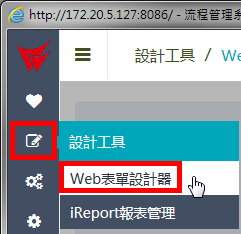 http://172.20.5.127:8086/ - 流程管理系
設計工具 / We
設計工具
Web表單設計器
iReport報表管理